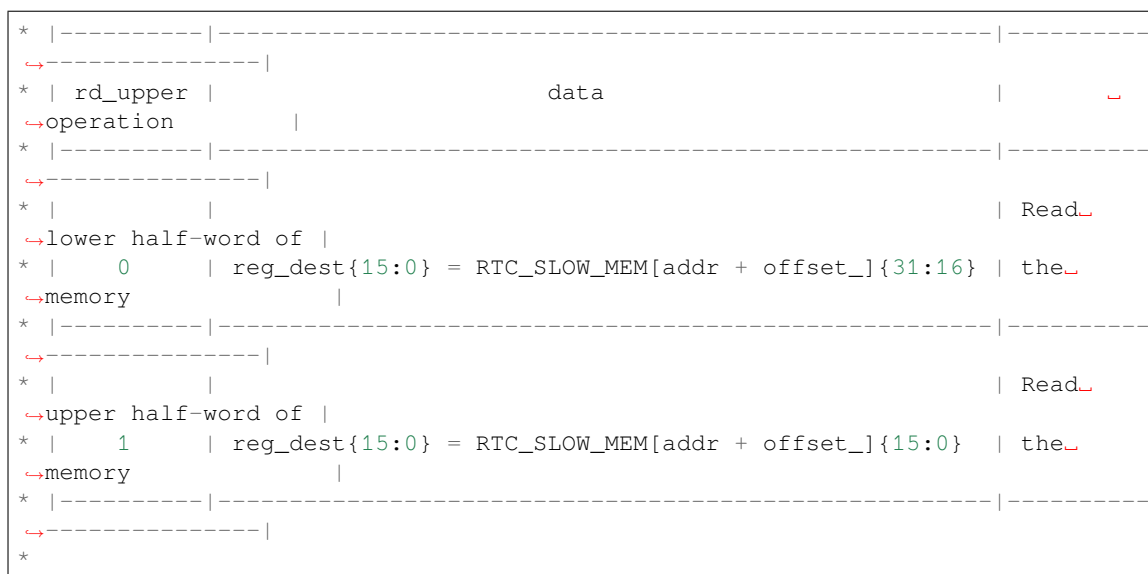 * |----------|-----------------------------------------------------------|----------
↪---------------|
* | rd_upper |                         data                              |        ␣
↪operation         |
* |----------|-----------------------------------------------------------|----------
↪---------------|
* |          |                                                           | Read␣
↪lower half-word of |
* |     0    | reg_dest{15:0} = RTC_SLOW_MEM[addr + offset_]{31:16} | the␣
↪memory                |
* |----------|-----------------------------------------------------------|----------
↪---------------|
* |          |                                                           | Read␣
↪upper half-word of |
* |     1    | reg_dest{15:0} = RTC_SLOW_MEM[addr + offset_]{15:0}  | the␣
↪memory                |
* |----------|-----------------------------------------------------------|----------
↪---------------|
*